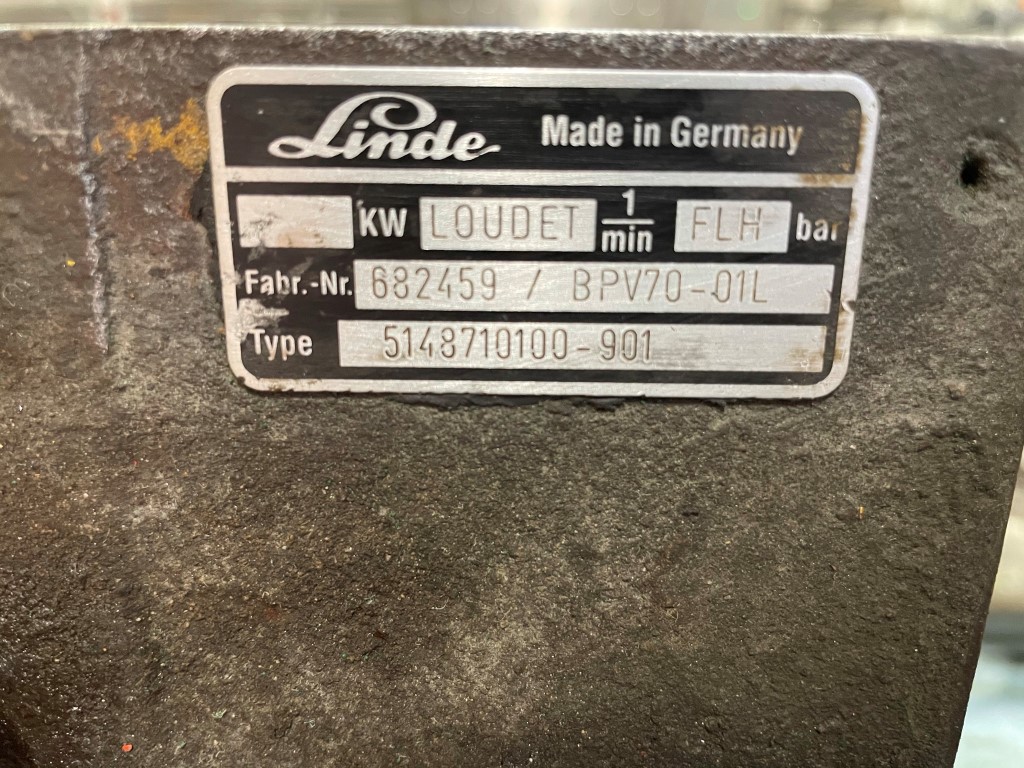 Linde Made in Germany
KW LOUDET 1/min FLH bar
Fabr.-Nr. 682459 / BPV70-01L
Type 5148710100-901